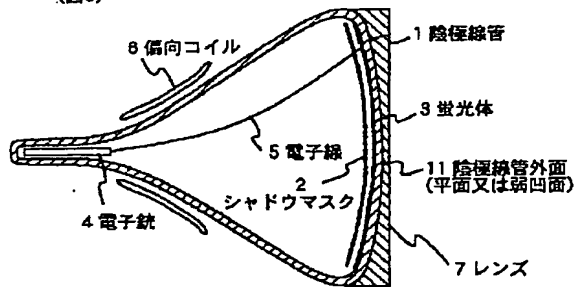 6 偏向コイル
1 陰極線管
3 蛍光体
5 電子線
11 陰極線管外面
(平面又は弱凹面)
2
シャドウマスク
4 電子銃
7 レンズ